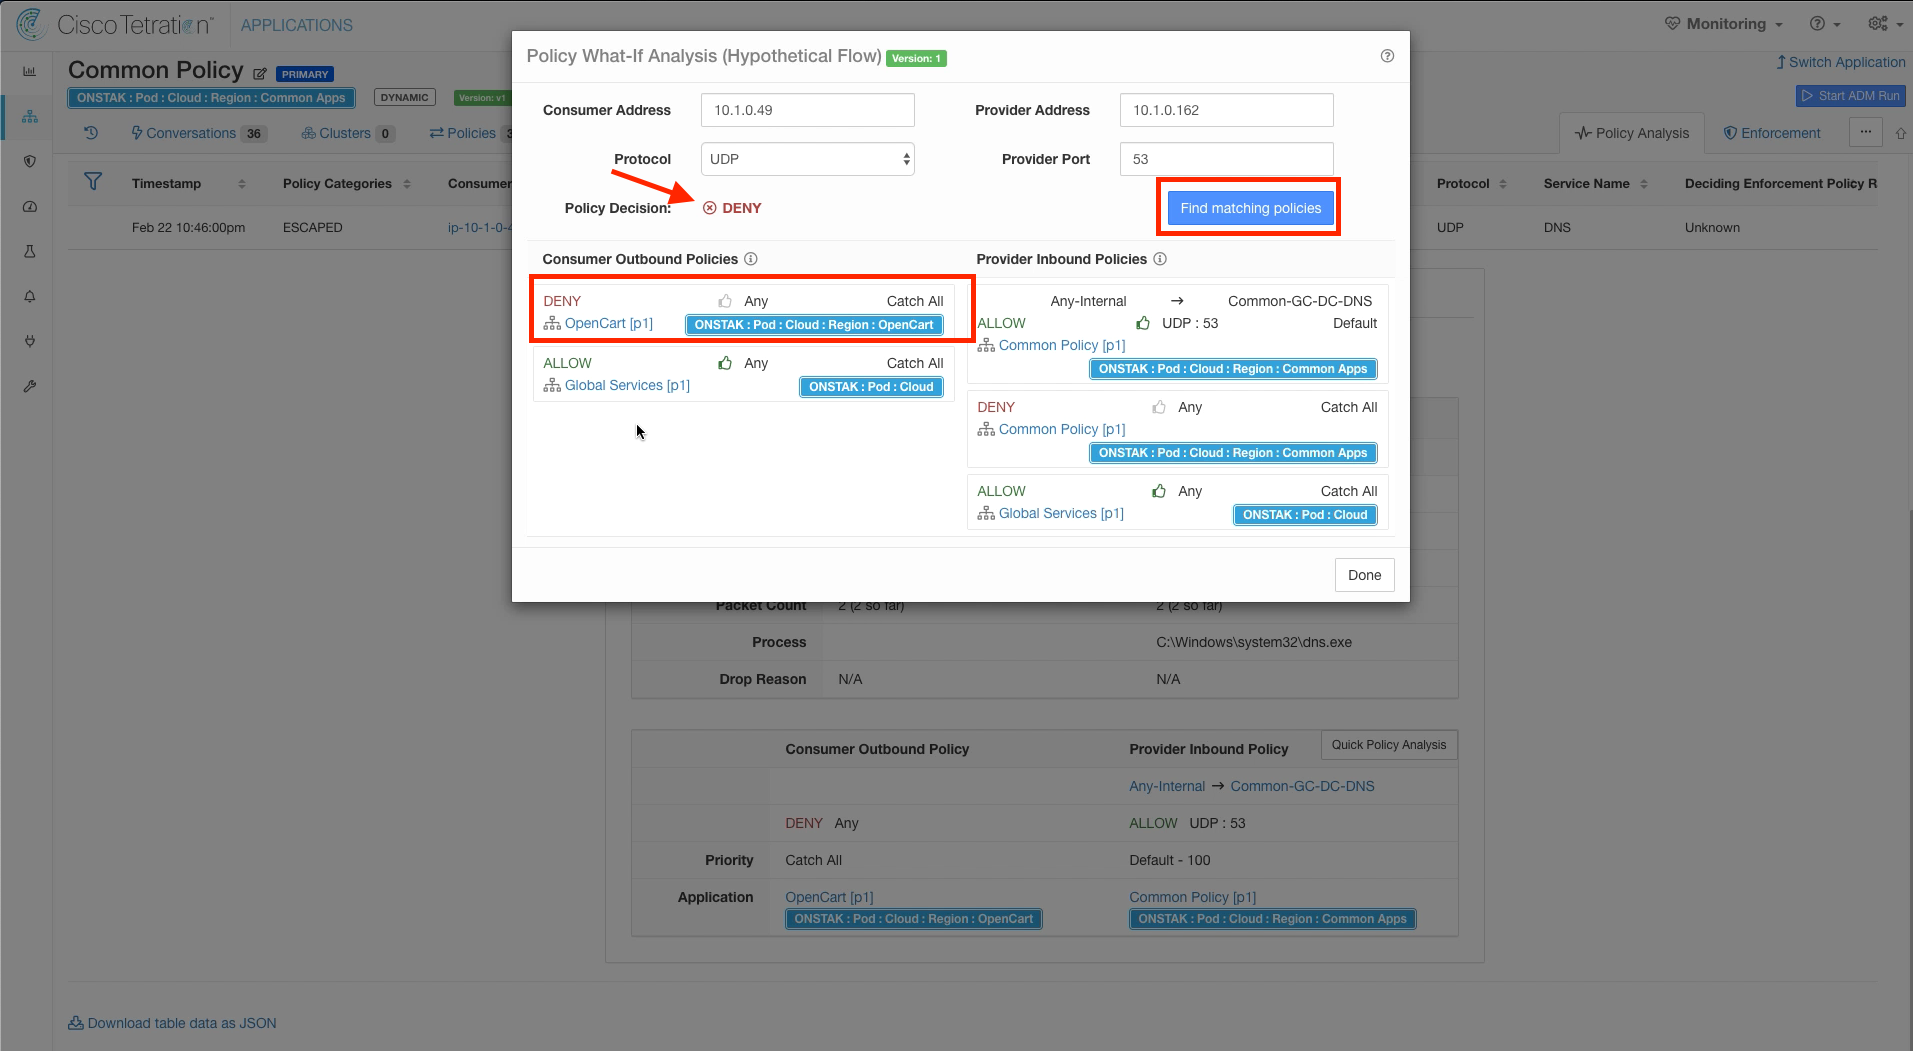 Cisco Tetration™
APPLICATIONS
Monitoring
Common Policy
PRIMARY
Switch Application
ONSTAK : Pod : Cloud : Region : Common Apps
DYNAMIC
Version: v1
Start ADM Run
Conversations 36
Clusters 0
Policies
Policy Analysis
Enforcement
...
Timestamp
Policy Categories
Consumer
Protocol
Service Name
Deciding Enforcement Policy R
Feb 22 10:46:00pm
ESCAPED
ip-10-1-0-4
UDP
DNS
Unknown
Policy What-If Analysis (Hypothetical Flow) Version: 1
Consumer Address
10.1.0.49
Provider Address
10.1.0.162
Protocol
UDP
Provider Port
53
Policy Decision:
DENY
Find matching policies
Consumer Outbound Policies
DENY Any Catch All
OpenCart [p1] ONSTAK : Pod : Cloud : Region : OpenCart
ALLOW Any Catch All
Global Services [p1] ONSTAK : Pod : Cloud
Provider Inbound Policies
Any-Internal → Common-GC-DC-DNS
ALLOW UDP : 53 Default
Common Policy [p1]
ONSTAK : Pod : Cloud : Region : Common Apps
DENY Any Catch All
Common Policy [p1]
ONSTAK : Pod : Cloud : Region : Common Apps
ALLOW Any Catch All
Global Services [p1] ONSTAK : Pod : Cloud
Done
Packet Count 2 (2 so far) 2 (2 so far)
Process C:\Windows\system32\dns.exe
Drop Reason N/A N/A
Consumer Outbound Policy Provider Inbound Policy Quick Policy Analysis
Any-Internal → Common-GC-DC-DNS
DENY Any ALLOW UDP : 53
Priority Catch All Default - 100
Application OpenCart [p1] Common Policy [p1]
ONSTAK : Pod : Cloud : Region : OpenCart ONSTAK : Pod : Cloud : Region : Common Apps
Download table data as JSON